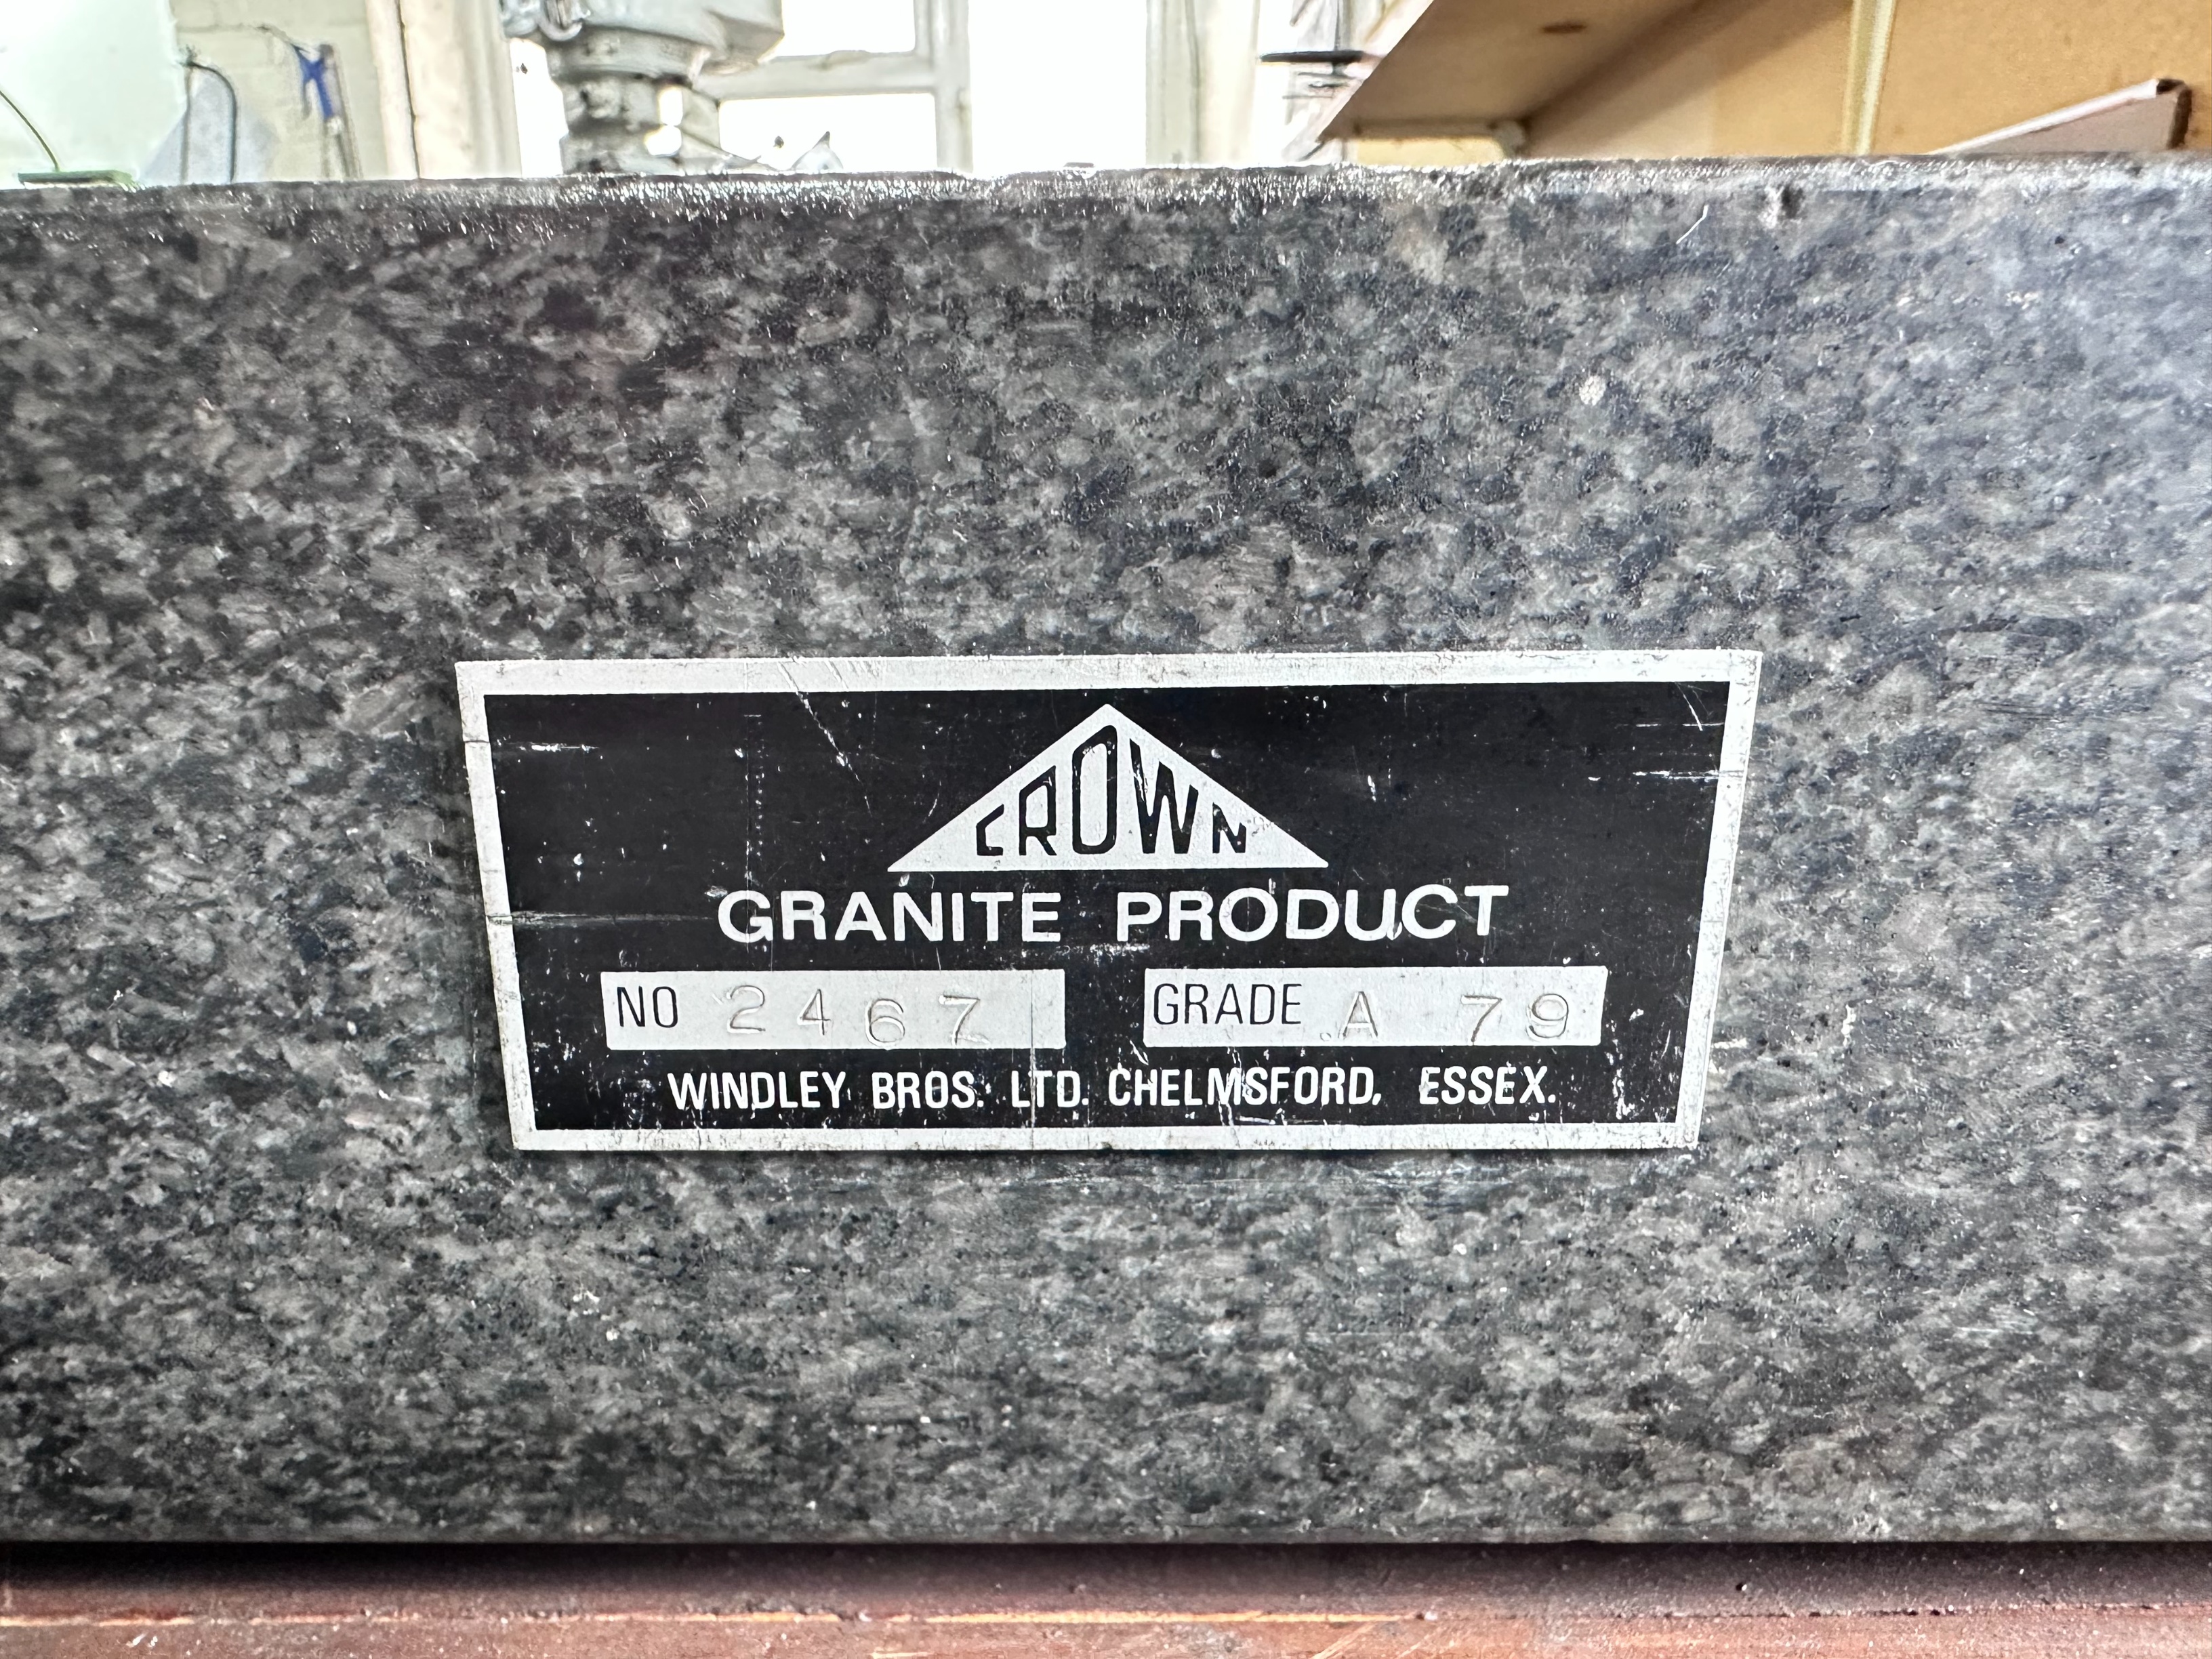 CROWN
GRANITE PRODUCT
NO 2467 GRADE A 79
WINDLEY BROS. LTD. CHELMSFORD, ESSEX.